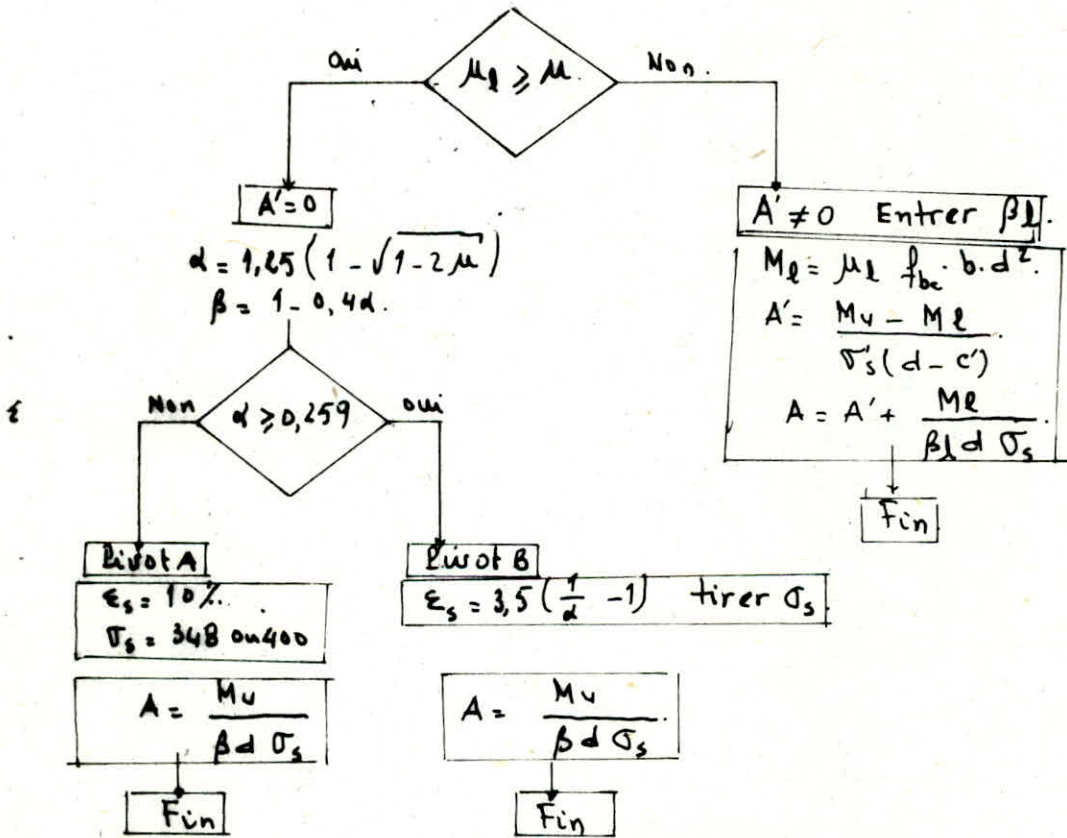 Oui
μl ⩾ μ.
Non.
A'=0
α = 1,25 (1 - √1-2μ)
β = 1-0,4α.
A' ≠ 0 Entrer βl.
Ml = μl fbc. b.d².
A' = Mu - Ml / σ's(d-c')
A = A' + Ml / βl d σs
Fin
Non
α ⩾ 0,259
oui
Pivot A
εs = 10%.
σs = 348 ou 400
A = Mu / β d σs
Fin
Pivot B
εs = 3,5 (1/α - 1) tirer σs.
A = Mu / β d σs
Fin